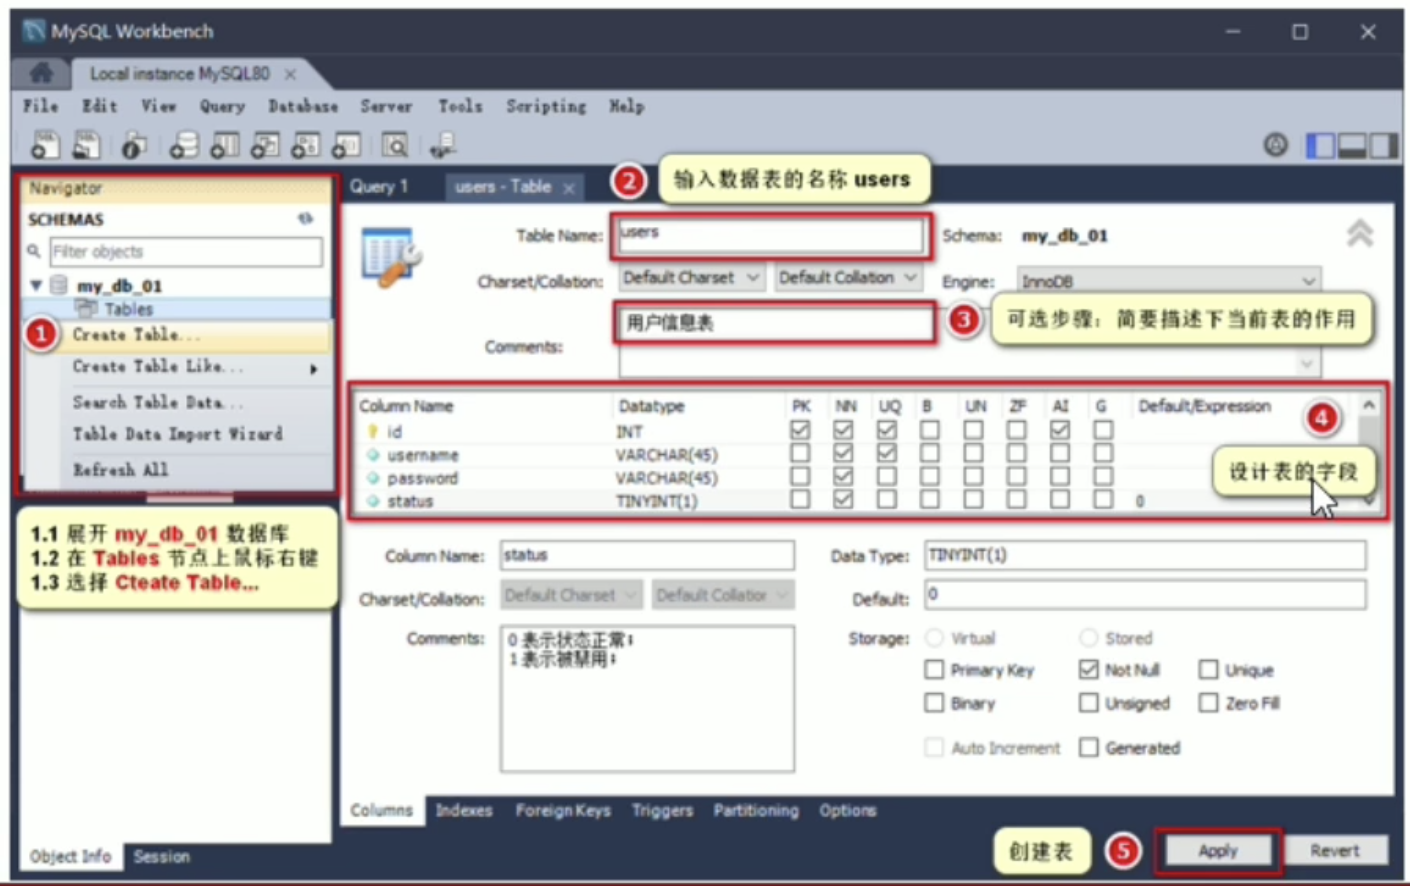 MySQL Workbench
Local instance MySQL80
File Edit View Query Database Server Tools Scripting Help
Navigator
SCHEMAS
Filter objects
my_db_01
Tables
1
Create Table...
Create Table Like...
Search Table Data...
Table Data Import Wizard
Refresh All
1.1 展开 my_db_01 数据库
1.2 在 Tables 节点上鼠标右键
1.3 选择 Cteate Table...
Object Info Session
Query 1 users - Table
2 输入数据表的名称 users
Table Name: users Schema: my_db_01
Charset/Collation: Default Charset Default Collation Engine: InnoDB
用户信息表
3 可选步骤：简要描述下当前表的作用
Comments:
Column Name Datatype PK NN UQ B UN ZF AI G Default/Expression
4
id INT
username VARCHAR(45)
password VARCHAR(45)
设计表的字段
status TINYINT(1) 0
Column Name: status Data Type: TINYINT(1)
Charset/Collation: Default Charset Default Collation Default: 0
Comments: 0 表示状态正常；
1 表示被禁用；
Storage: Virtual Stored
Primary Key Not Null Unique
Binary Unsigned Zero Fill
Auto Increment Generated
Columns Indexes Foreign Keys Triggers Partitioning Options
创建表 5 Apply Revert